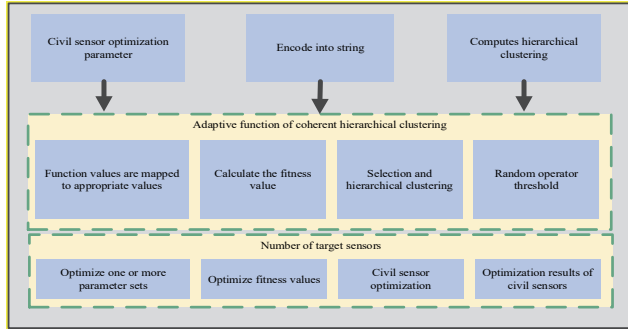 Civil sensor optimization
parameter
Encode into string
Computes hierarchical
clustering
Adaptive function of coherent hierarchical clustering
Function values are mapped
to appropriate values
Calculate the fitness
value
Selection and
hierarchical clustering
Random operator
threshold
Number of target sensors
Optimize one or more
parameter sets
Optimize fitness values
Civil sensor
optimization
Optimization results of
civil sensors